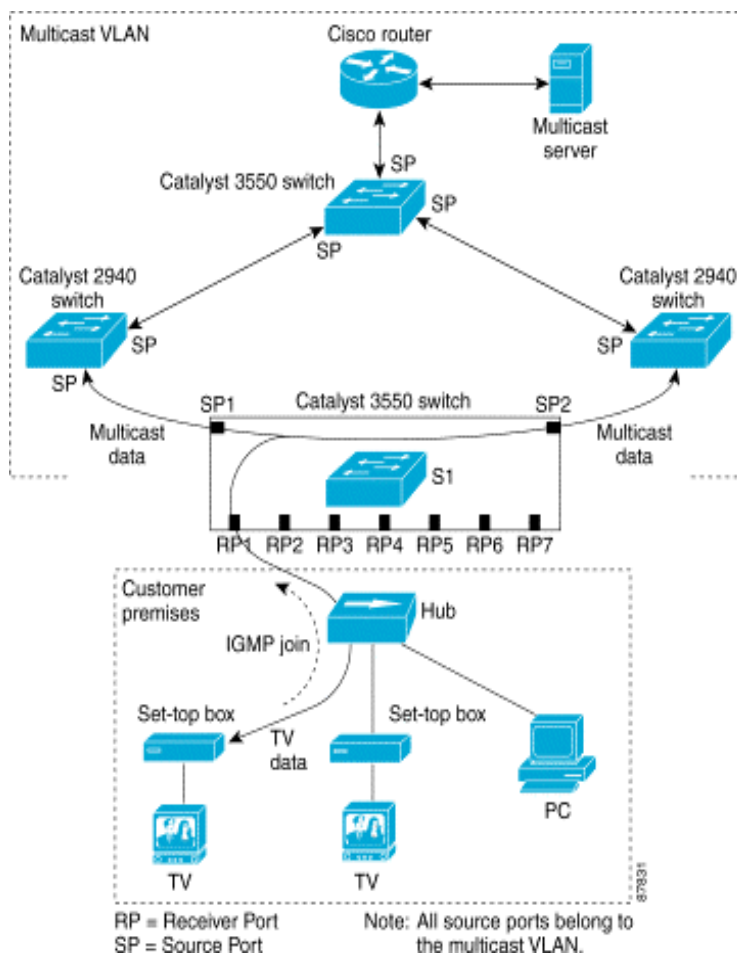 Multicast VLAN
Cisco router
Multicast
server
SP
Catalyst 3550 switch
SP
SP
Catalyst 2940
switch
SP
SP
Catalyst 2940
switch
SP
SP1
Catalyst 3550 switch
SP2
Multicast
data
Multicast
data
S1
RP1 RP2 RP3 RP4 RP5 RP6 RP7
Customer
premises
Hub
IGMP join
Set-top box
TV
data
Set-top box
PC
TV
TV
87831
RP = Receiver Port
SP = Source Port
Note: All source ports belong to
the multicast VLAN.